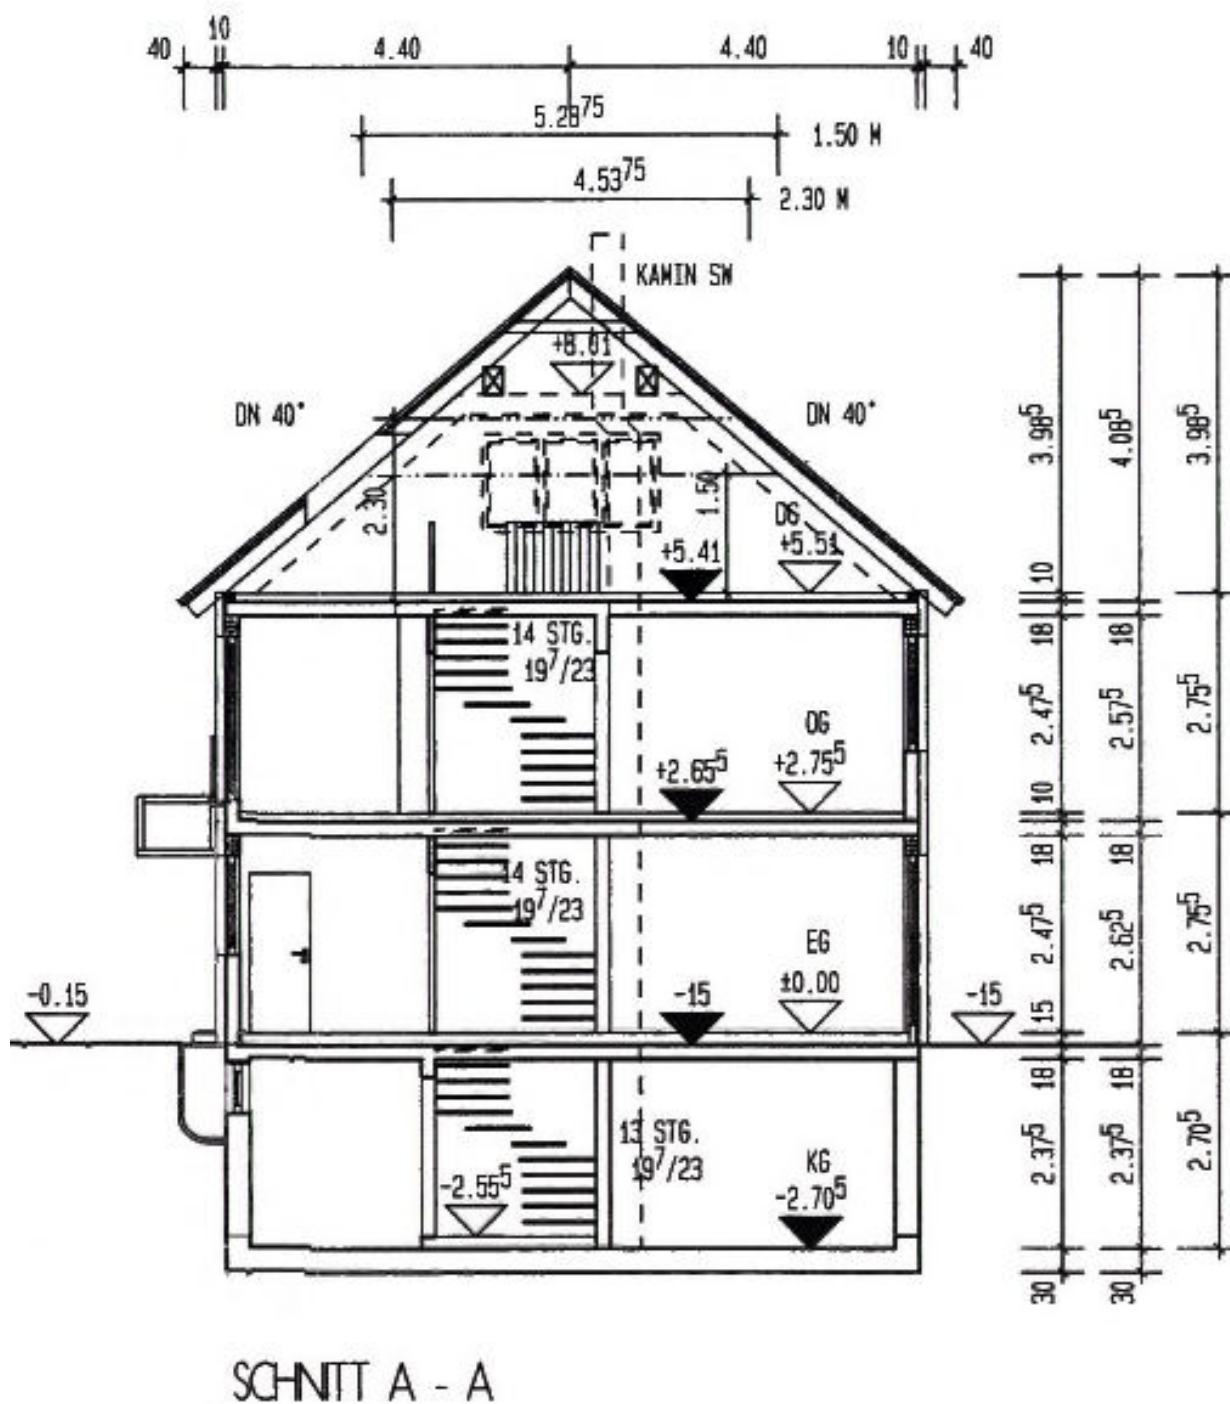 40 10 4.40 4.40 10 40
5.28⁷⁵ 1.50 M
4.53⁷⁵ 2.30 M
KAMIN SW
+8.01
DN 40° DN 40°
2.30 1.50
DG
+5.41 +5.51
14 STG.
19⁷/23
OG
+2.65⁵ +2.75⁵
14 STG.
19⁷/23
EG
-0.15 -15 ±0.00 -15
13 STG.
19⁷/23
KG
-2.55⁵ -2.70⁵
3.98⁵ 4.08⁵ 3.98⁵
10
18 18
2.47⁵ 2.57⁵ 2.75⁵
10
18 18
2.47⁵ 2.62⁵ 2.75⁵
15
18 18
2.37⁵ 2.37⁵ 2.70⁵
30 30
SCHNITT A - A